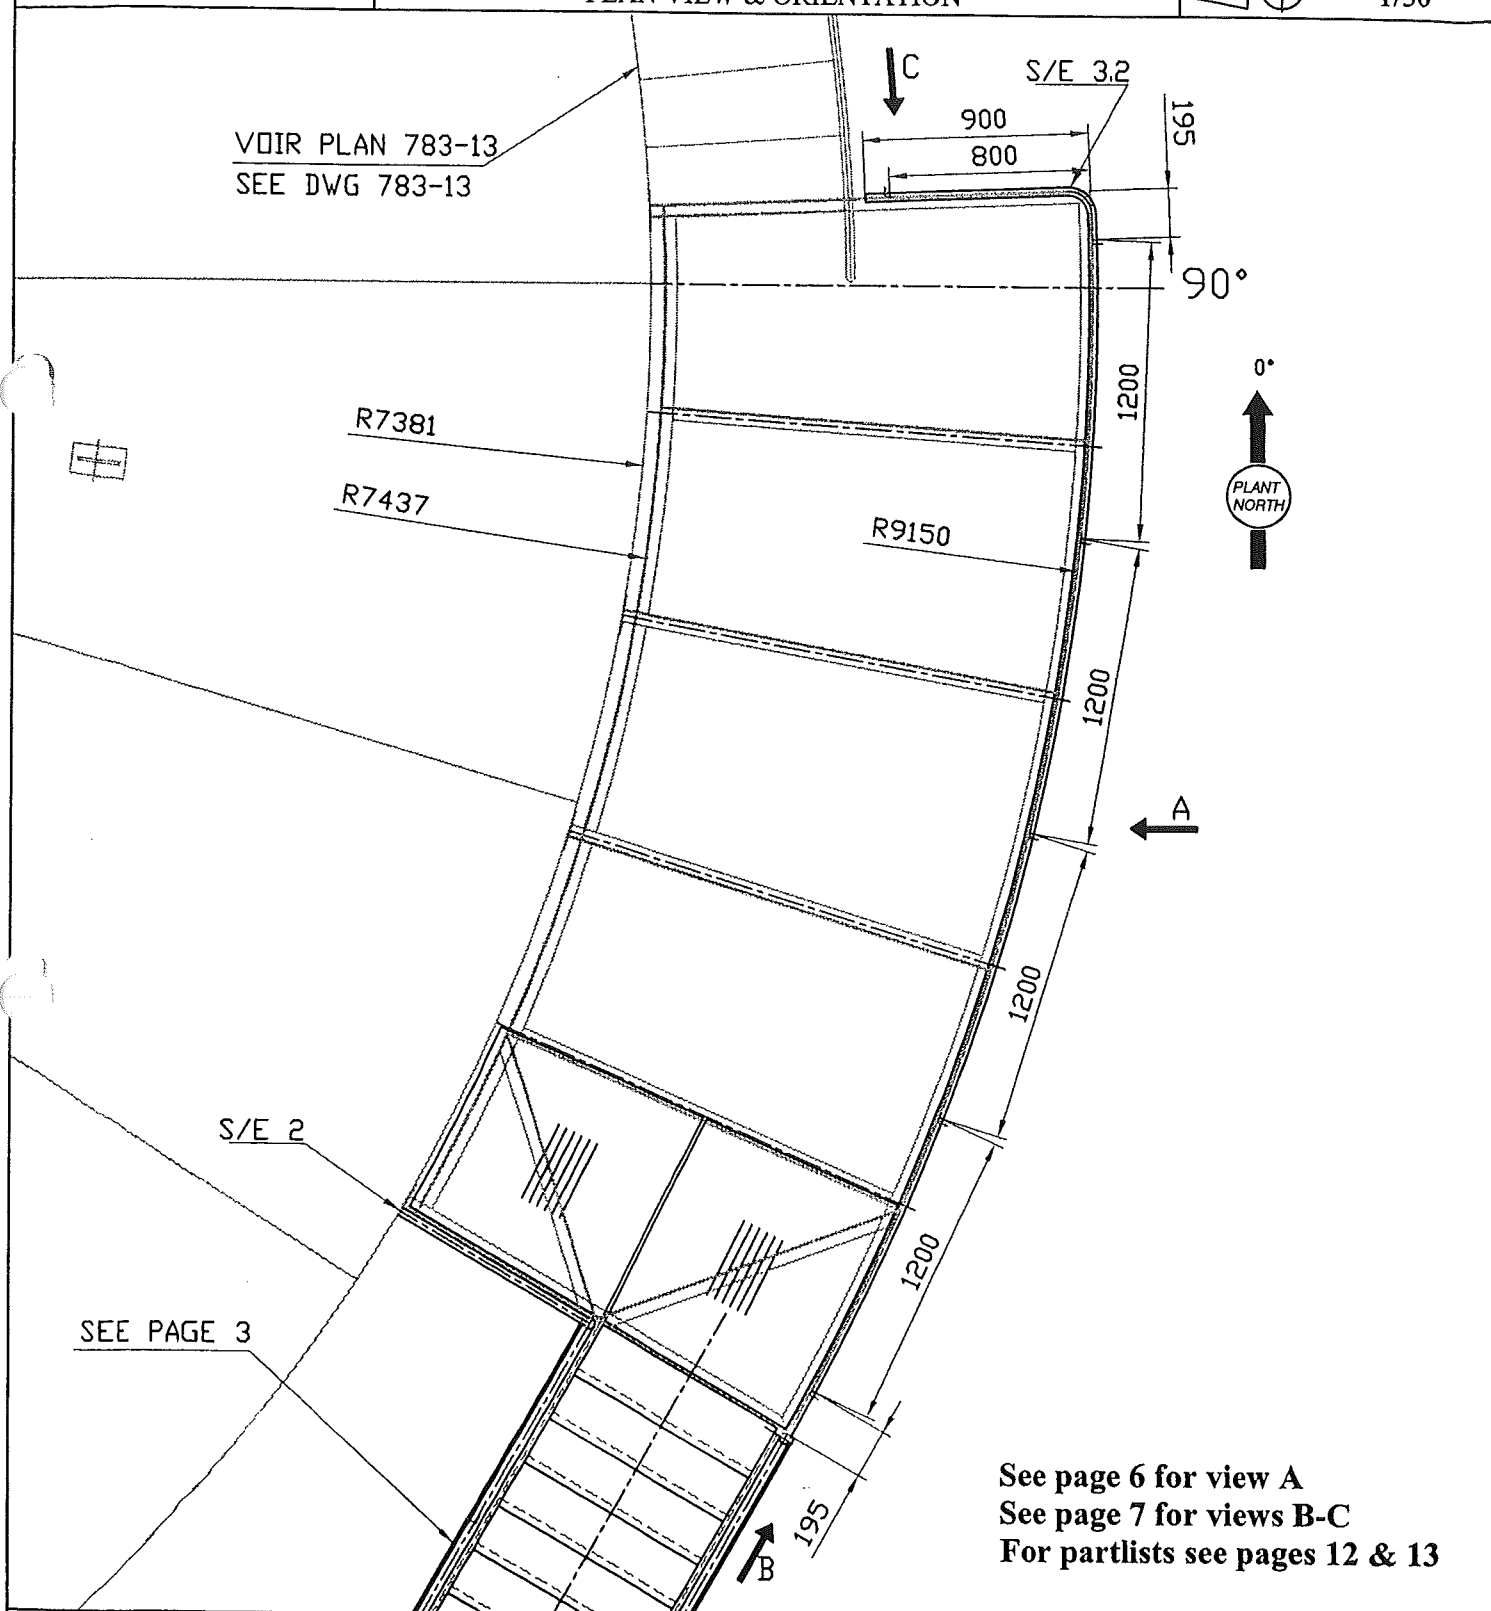 PLAN VIEW & ORIENTATION
1/30
C
S/E 3.2
195
900
800
VOIR PLAN 783-13
SEE DWG 783-13
90°
1200
0°
R7381
R7437
PLANT
NORTH
R9150
1200
A
1200
S/E 2
1200
SEE PAGE 3
195
B
See page 6 for view A
See page 7 for views B-C
For partlists see pages 12 & 13